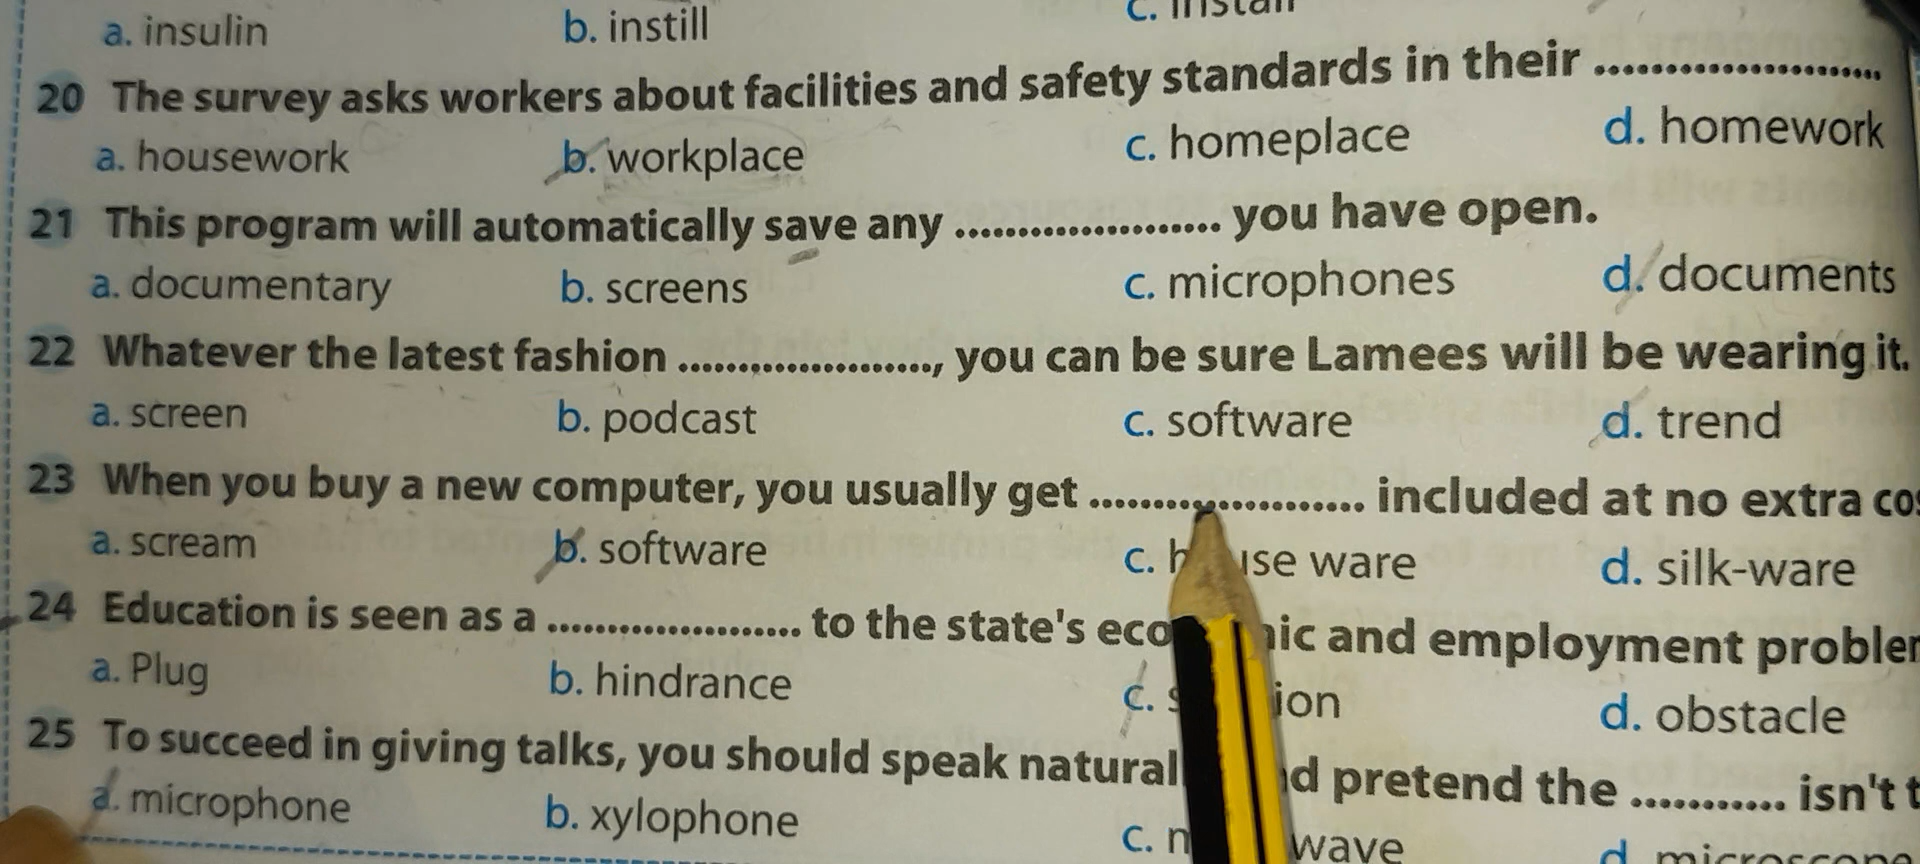 a. insulin b. instill c. install
20 The survey asks workers about facilities and safety standards in their ......................
a. housework b. workplace c. homeplace d. homework
21 This program will automatically save any ..................... you have open.
a. documentary b. screens c. microphones d. documents
22 Whatever the latest fashion ...................., you can be sure Lamees will be wearing it.
a. screen b. podcast c. software d. trend
23 When you buy a new computer, you usually get ...................... included at no extra
a. scream b. software c. ware d. silk-ware
24 Education is seen as a ..................... to the state's and employment
a. Plug b. hindrance c. d. obstacle
25 To succeed in giving talks, you should speak pretend the ............ isn't
a. microphone b. xylophone c. wave d. microscope